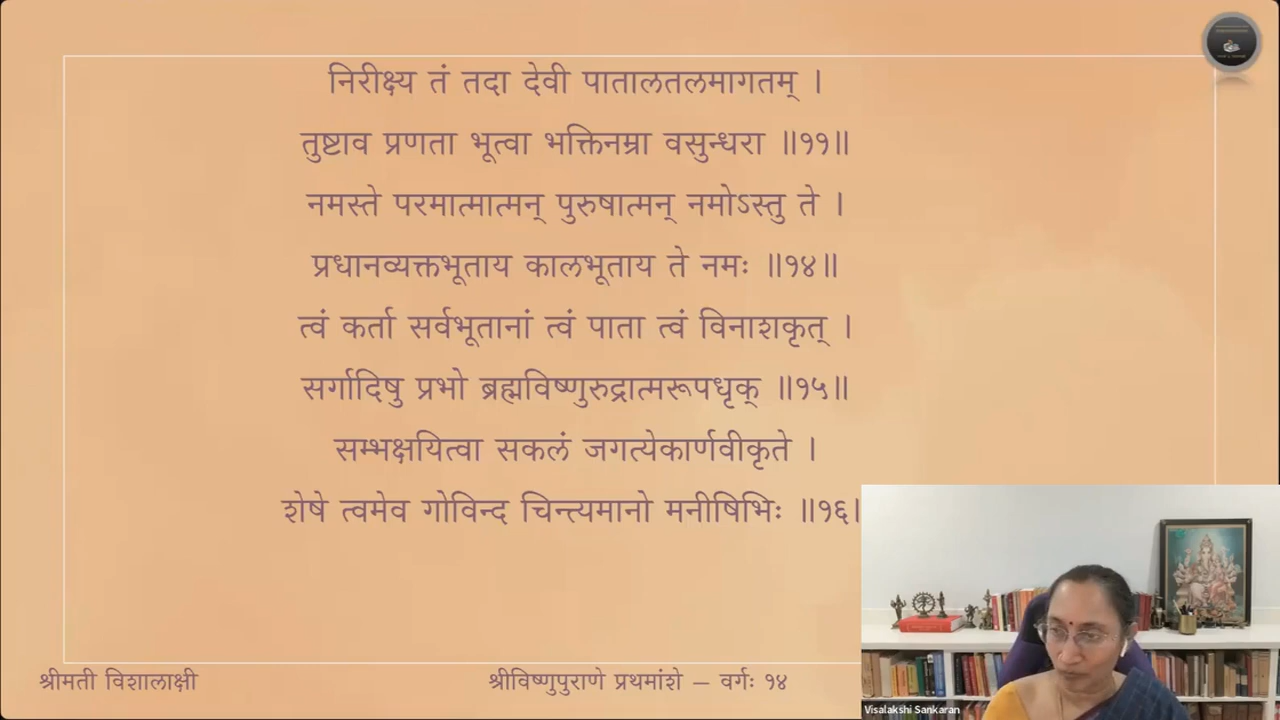 निरीक्ष्य तं तदा देवी पातालतलमागतम् ।
तुष्टाव प्रणता भूत्वा भक्तिनम्रा वसुन्धरा ॥११॥
नमस्ते परमात्मात्मन् पुरुषात्मन् नमोऽस्तु ते ।
प्रधानव्यक्तभूताय कालभूताय ते नमः ॥१४॥
त्वं कर्ता सर्वभूतानां त्वं पाता त्वं विनाशकृत् ।
सर्गादिषु प्रभो ब्रह्मविष्णुरुद्रात्मरूपधृक् ॥१५॥
सम्भक्षयित्वा सकलं जगत्येकार्णवीकृते ।
शेषे त्वमेव गोविन्द चिन्त्यमानो मनीषिभिः ॥१६।
श्रीमती विशालाक्षी
श्रीविष्णुपुराणे प्रथमांशे – वर्गः १४
Visalakshi Sankaran